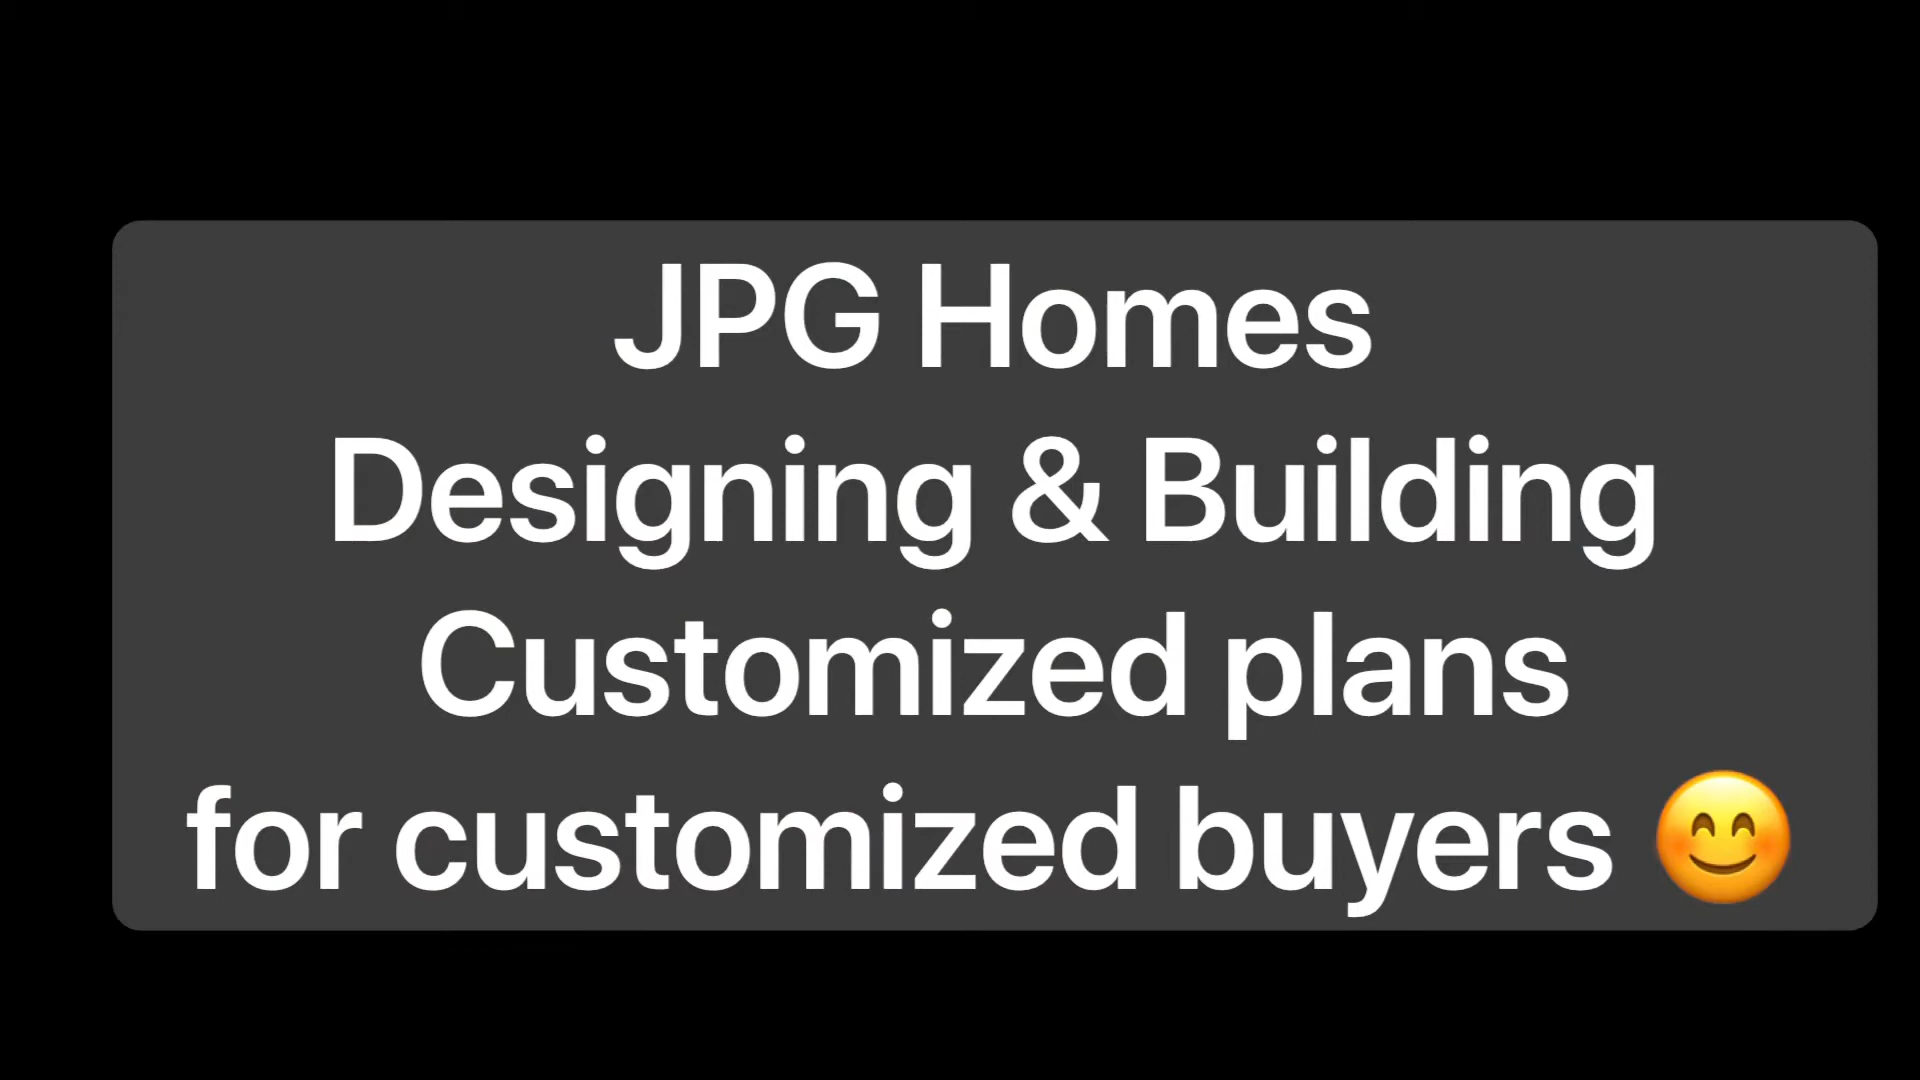 JPG Homes
Designing & Building
Customized plans
for customized buyers 😊